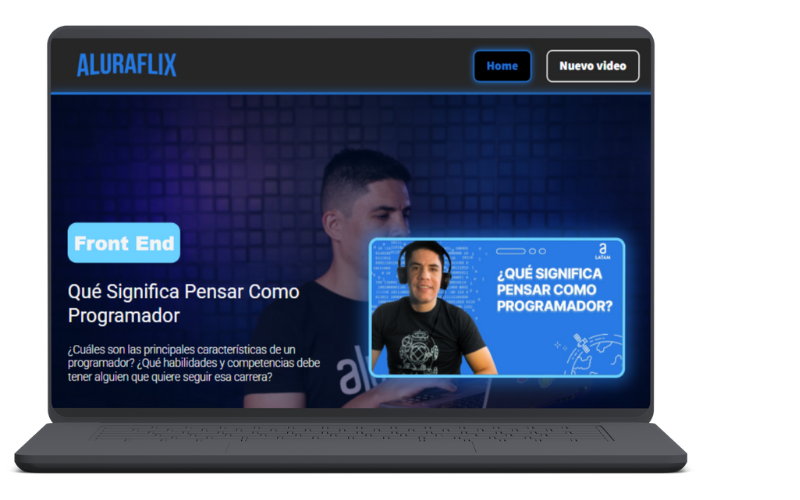 ALURAFLIX
Home
Nuevo video
Front End
Qué Significa Pensar Como
Programador
¿Cuáles son las principales características de un
programador? ¿Qué habilidades y competencias debe
tener alguien que quiere seguir esa carrera?
a
LATAM
¿QUÉ SIGNIFICA
PENSAR COMO
PROGRAMADOR?
al